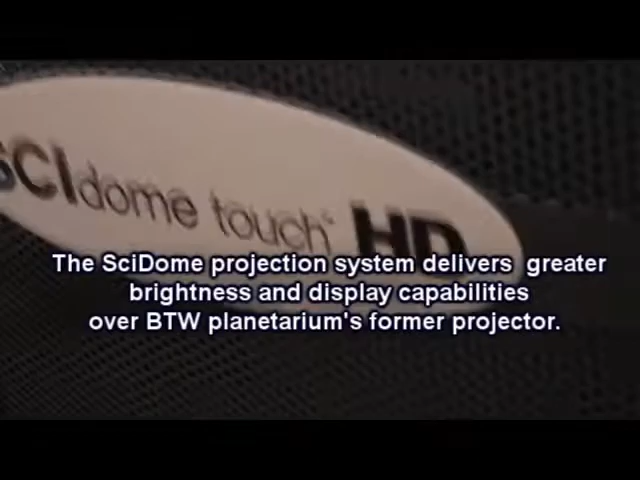 SCIdome touch HD
The SciDome projection system delivers greater
brightness and display capabilities
over BTW planetarium's former projector.